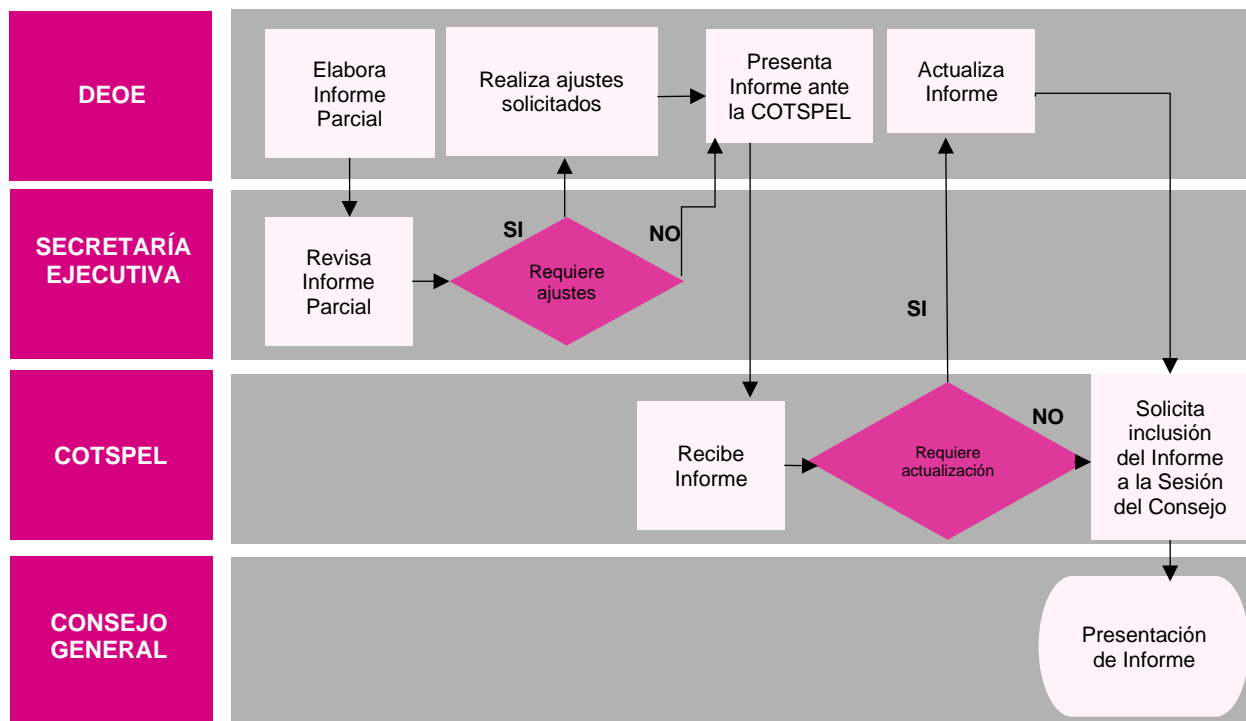 DEOE
Elabora
Informe
Parcial
Realiza ajustes
solicitados
Presenta
Informe ante
la COTSPEL
Actualiza
Informe
SECRETARÍA
EJECUTIVA
Revisa
Informe
Parcial
SI
Requiere
ajustes
NO
SI
COTSPEL
Recibe
Informe
Requiere
actualización
NO
Solicita
inclusión
del Informe
a la Sesión
del Consejo
CONSEJO
GENERAL
Presentación
de Informe